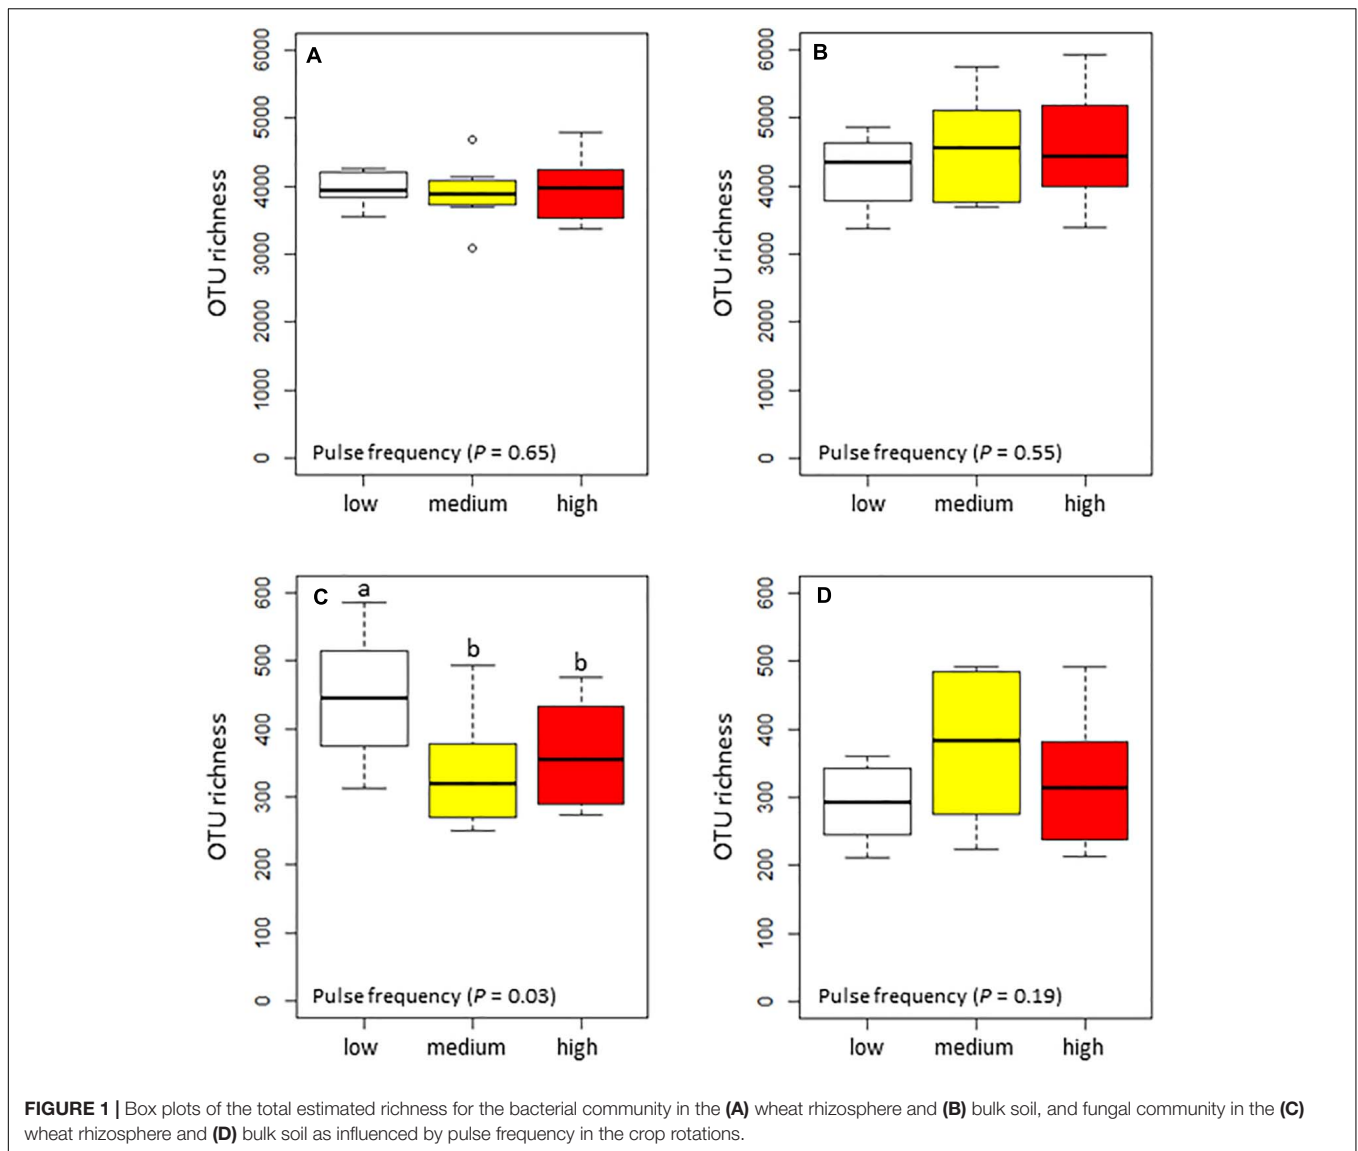 A
OTU richness
6000
5000
4000
3000
2000
1000
0
Pulse frequency (P = 0.65)
low medium high
B
OTU richness
6000
5000
4000
3000
2000
1000
0
Pulse frequency (P = 0.55)
low medium high
C
OTU richness
600
500
400
300
200
100
0
a
b
b
Pulse frequency (P = 0.03)
low medium high
D
OTU richness
600
500
400
300
200
100
0
Pulse frequency (P = 0.19)
low medium high
FIGURE 1 | Box plots of the total estimated richness for the bacterial community in the (A) wheat rhizosphere and (B) bulk soil, and fungal community in the (C)
wheat rhizosphere and (D) bulk soil as influenced by pulse frequency in the crop rotations.